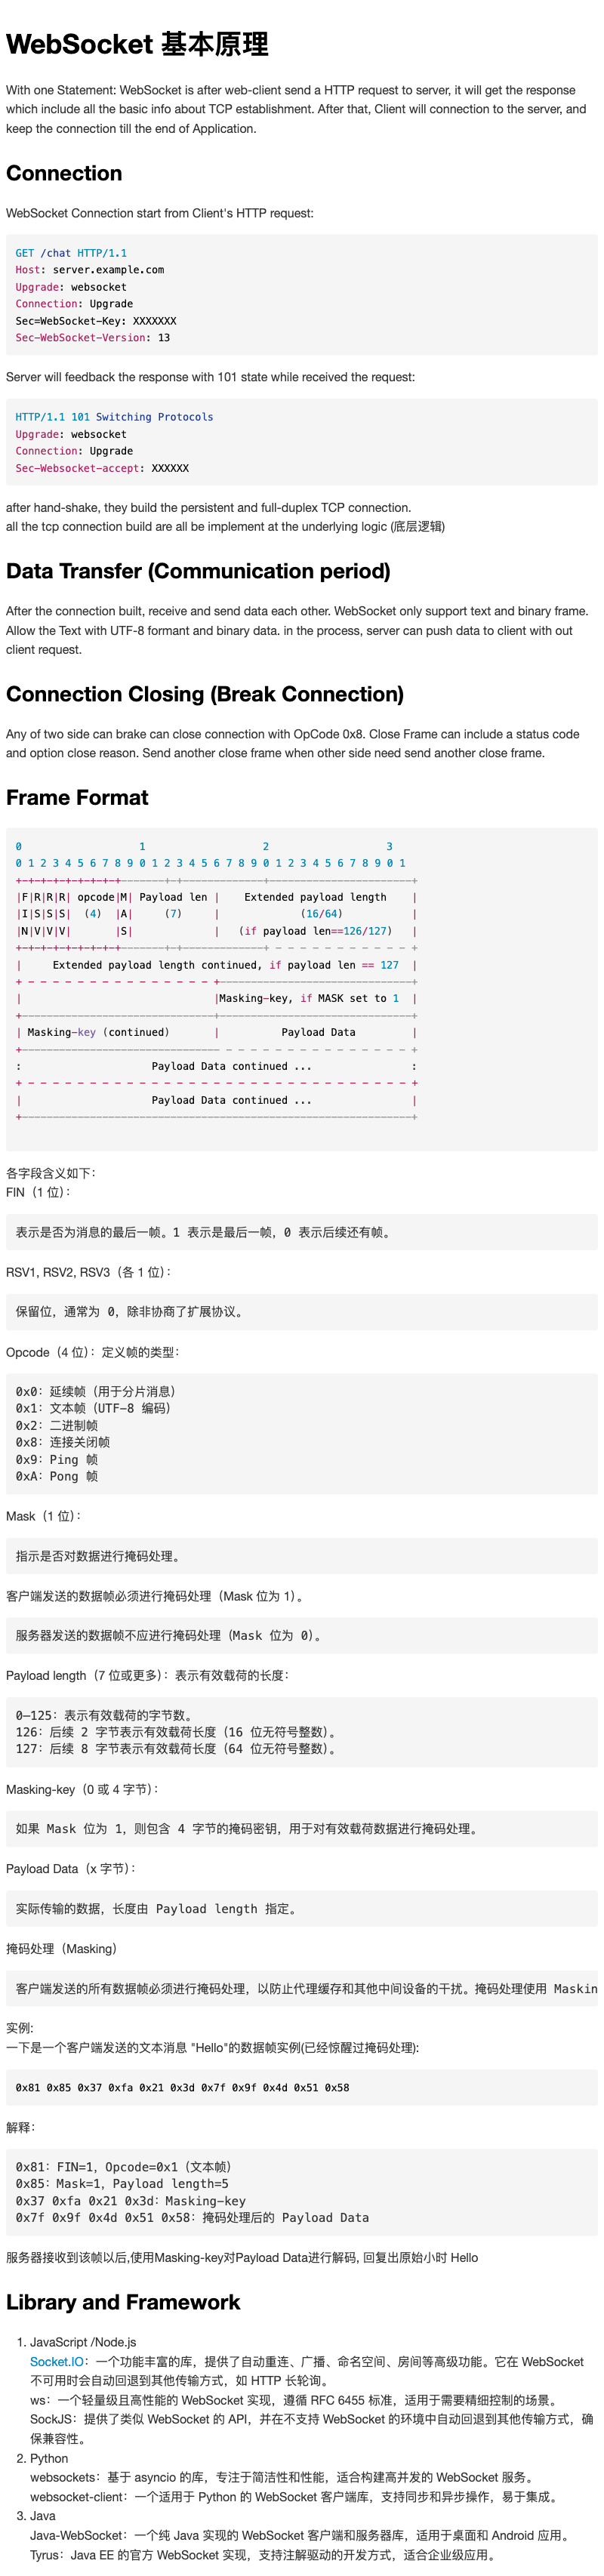 WebSocket 基本原理
With one Statement: WebSocket is after web-client send a HTTP request to server, it will get the response
which include all the basic info about TCP establishment. After that, Client will connection to the server, and
keep the connection till the end of Application.
Connection
WebSocket Connection start from Client's HTTP request:
GET /chat HTTP/1.1
Host: server.example.com
Upgrade: websocket
Connection: Upgrade
Sec=WebSocket-Key: XXXXXXX
Sec-WebSocket-Version: 13
Server will feedback the response with 101 state while received the request:
HTTP/1.1 101 Switching Protocols
Upgrade: websocket
Connection: Upgrade
Sec-Websocket-accept: XXXXXX
after hand-shake, they build the persistent and full-duplex TCP connection.
all the tcp connection build are all be implement at the underlying logic (底层逻辑)
Data Transfer (Communication period)
After the connection built, receive and send data each other. WebSocket only support text and binary frame.
Allow the Text with UTF-8 formant and binary data. in the process, server can push data to client with out
client request.
Connection Closing (Break Connection)
Any of two side can brake can close connection with OpCode 0x8. Close Frame can include a status code
and option close reason. Send another close frame when other side need send another close frame.
Frame Format
0                   1                   2                   3
0 1 2 3 4 5 6 7 8 9 0 1 2 3 4 5 6 7 8 9 0 1 2 3 4 5 6 7 8 9 0 1
+-+-+-+-+-+-+-+-+-------+-+-------------+-----------------------+
|F|R|R|R| opcode|M| Payload len |    Extended payload length    |
|I|S|S|S|  (4)  |A|     (7)     |             (16/64)           |
|N|V|V|V|       |S|             |   (if payload len==126/127)   |
+-+-+-+-+-+-+-+-+-------+-+-------------+ - - - - - - - - - - - +
|     Extended payload length continued, if payload len == 127  |
+ - - - - - - - - - - - - - - - +-------------------------------+
|                               |Masking-key, if MASK set to 1  |
+-------------------------------+-------------------------------+
| Masking-key (continued)       |          Payload Data         |
+-------------------------------- - - - - - - - - - - - - - - - +
:                     Payload Data continued ...                :
+ - - - - - - - - - - - - - - - - - - - - - - - - - - - - - - - +
|                     Payload Data continued ...                |
+---------------------------------------------------------------+
各字段含义如下：
FIN（1 位）：
表示是否为消息的最后一帧。1 表示是最后一帧，0 表示后续还有帧。
RSV1, RSV2, RSV3（各 1 位）：
保留位，通常为 0，除非协商了扩展协议。
Opcode（4 位）：定义帧的类型：
0x0：延续帧（用于分片消息）
0x1：文本帧（UTF-8 编码）
0x2：二进制帧
0x8：连接关闭帧
0x9：Ping 帧
0xA：Pong 帧
Mask（1 位）：
指示是否对数据进行掩码处理。
客户端发送的数据帧必须进行掩码处理（Mask 位为 1）。
服务器发送的数据帧不应进行掩码处理（Mask 位为 0）。
Payload length（7 位或更多）：表示有效载荷的长度：
0–125：表示有效载荷的字节数。
126：后续 2 字节表示有效载荷长度（16 位无符号整数）。
127：后续 8 字节表示有效载荷长度（64 位无符号整数）。
Masking-key（0 或 4 字节）：
如果 Mask 位为 1，则包含 4 字节的掩码密钥，用于对有效载荷数据进行掩码处理。
Payload Data（x 字节）：
实际传输的数据，长度由 Payload length 指定。
掩码处理（Masking）
客户端发送的所有数据帧必须进行掩码处理，以防止代理缓存和其他中间设备的干扰。掩码处理使用 Maskin
实例:
一下是一个客户端发送的文本消息 "Hello"的数据帧实例(已经惊醒过掩码处理):
0x81 0x85 0x37 0xfa 0x21 0x3d 0x7f 0x9f 0x4d 0x51 0x58
解释：
0x81：FIN=1，Opcode=0x1（文本帧）
0x85：Mask=1，Payload length=5
0x37 0xfa 0x21 0x3d：Masking-key
0x7f 0x9f 0x4d 0x51 0x58：掩码处理后的 Payload Data
服务器接收到该帧以后,使用Masking-key对Payload Data进行解码, 回复出原始小时 Hello
Library and Framework
1. JavaScript /Node.js
Socket.IO：一个功能丰富的库，提供了自动重连、广播、命名空间、房间等高级功能。它在 WebSocket
不可用时会自动回退到其他传输方式，如 HTTP 长轮询。
ws：一个轻量级且高性能的 WebSocket 实现，遵循 RFC 6455 标准，适用于需要精细控制的场景。
SockJS：提供了类似 WebSocket 的 API，并在不支持 WebSocket 的环境中自动回退到其他传输方式，确
保兼容性。
2. Python
websockets：基于 asyncio 的库，专注于简洁性和性能，适合构建高并发的 WebSocket 服务。
websocket-client：一个适用于 Python 的 WebSocket 客户端库，支持同步和异步操作，易于集成。
3. Java
Java-WebSocket：一个纯 Java 实现的 WebSocket 客户端和服务器库，适用于桌面和 Android 应用。
Tyrus：Java EE 的官方 WebSocket 实现，支持注解驱动的开发方式，适合企业级应用。